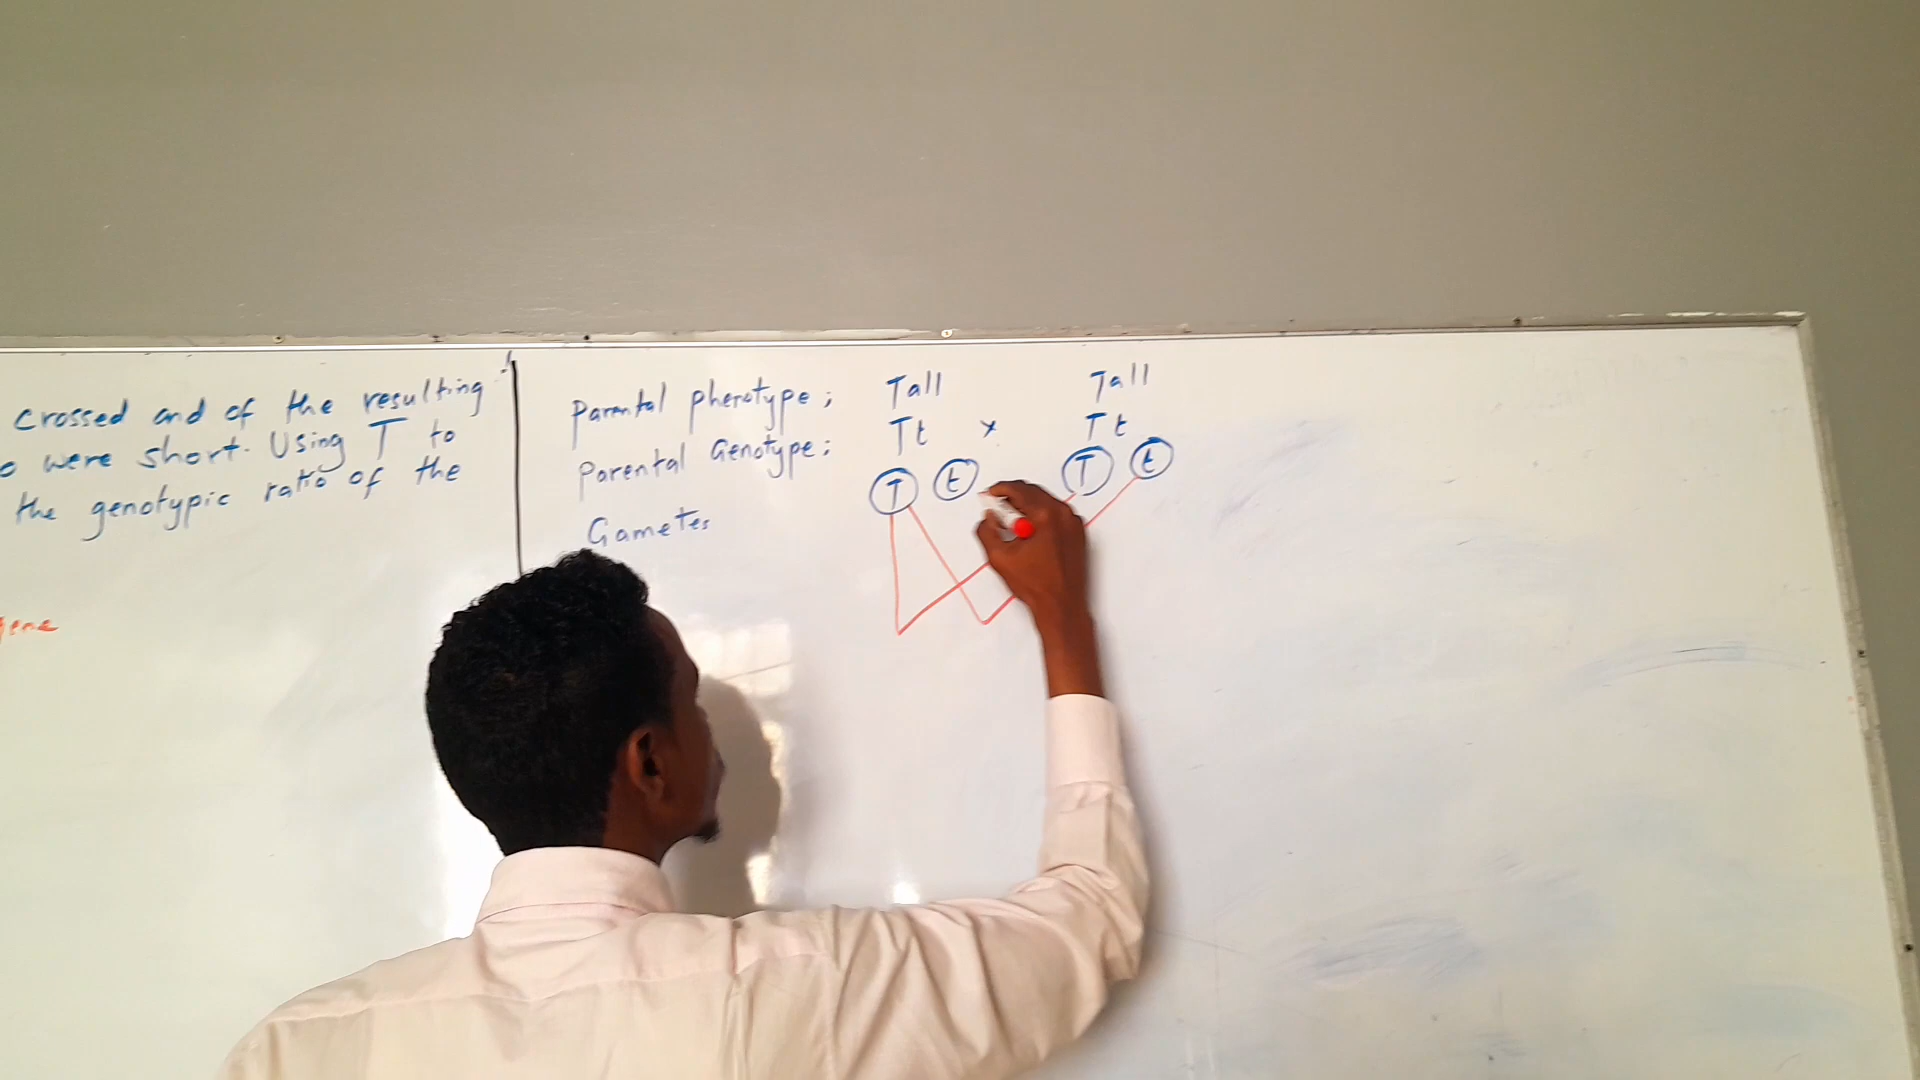 crossed and of the resulting
o were short. Using T to
the genotypic ratio of the
gene
Parental phenotype; Tall Tall
Parental Genotype; Tt x Tt
Gametes T t T t